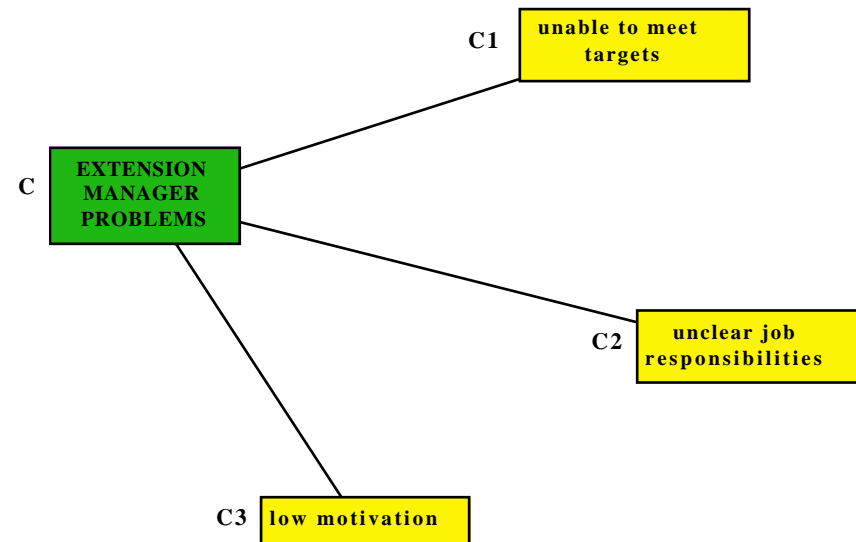 C1
unable to meet
targets
C
EXTENSION
MANAGER
PROBLEMS
C2
unclear job
responsibilities
C3
low motivation